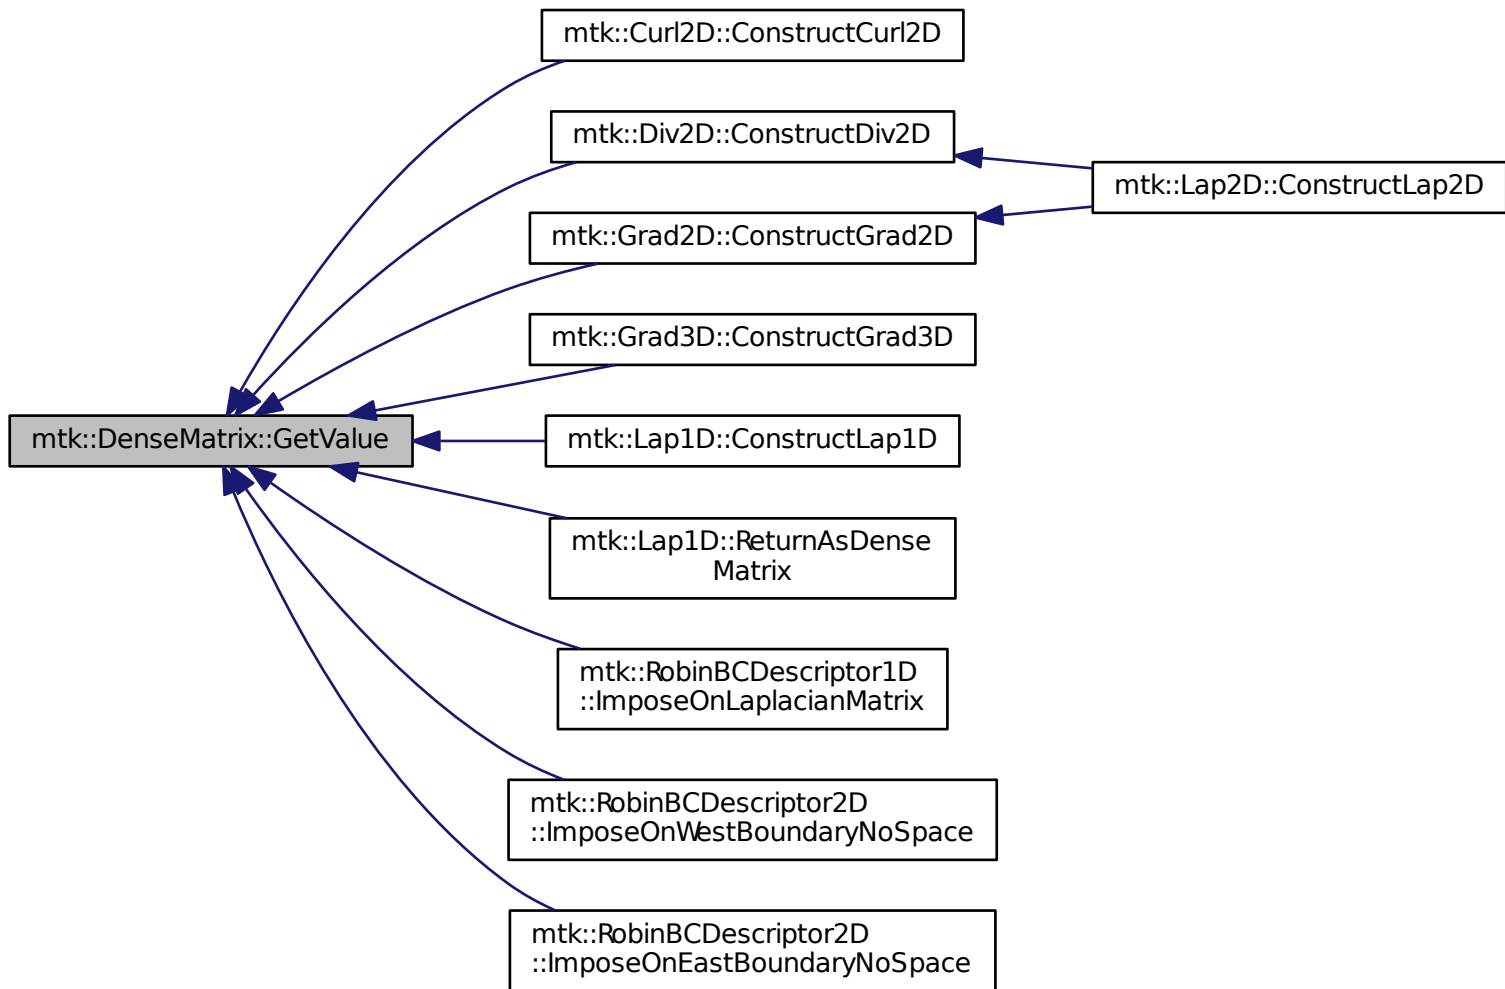 mtk::Curl2D::ConstructCurl2D
mtk::Div2D::ConstructDiv2D
mtk::Lap2D::ConstructLap2D
mtk::Grad2D::ConstructGrad2D
mtk::Grad3D::ConstructGrad3D
mtk::DenseMatrix::GetValue
mtk::Lap1D::ConstructLap1D
mtk::Lap1D::ReturnAsDense
Matrix
mtk::RobinBCDescriptor1D
::ImposeOnLaplacianMatrix
mtk::RobinBCDescriptor2D
::ImposeOnWestBoundaryNoSpace
mtk::RobinBCDescriptor2D
::ImposeOnEastBoundaryNoSpace